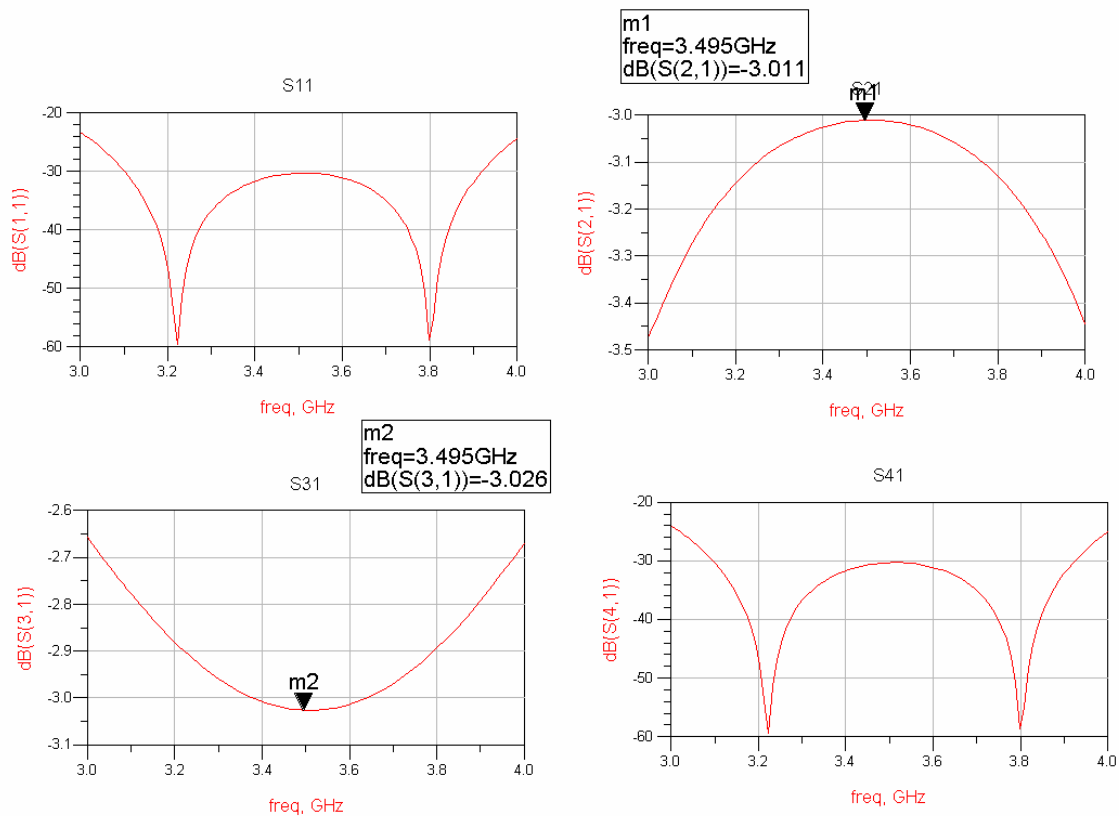 S11
dB(S(1,1))
-20
-30
-40
-50
-60
3.0 3.2 3.4 3.6 3.8 4.0
freq, GHz
m1
freq=3.495GHz
dB(S(2,1))=-3.011
S21
m1
dB(S(2,1))
-3.0
-3.1
-3.2
-3.3
-3.4
-3.5
3.0 3.2 3.4 3.6 3.8 4.0
freq, GHz
m2
freq=3.495GHz
dB(S(3,1))=-3.026
S31
m2
dB(S(3,1))
-2.6
-2.7
-2.8
-2.9
-3.0
-3.1
3.0 3.2 3.4 3.6 3.8 4.0
freq, GHz
S41
dB(S(4,1))
-20
-30
-40
-50
-60
3.0 3.2 3.4 3.6 3.8 4.0
freq, GHz